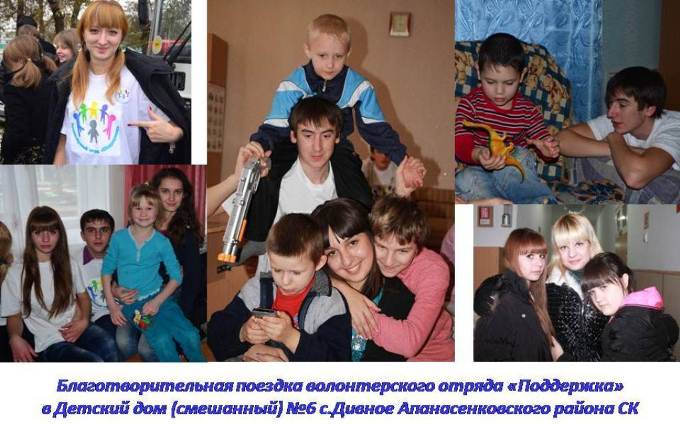 Благотворительная поездка волонтерского отряда «Поддержка»
в Детский дом (смешанный) №6 с.Дивное Апанасенковского района СК